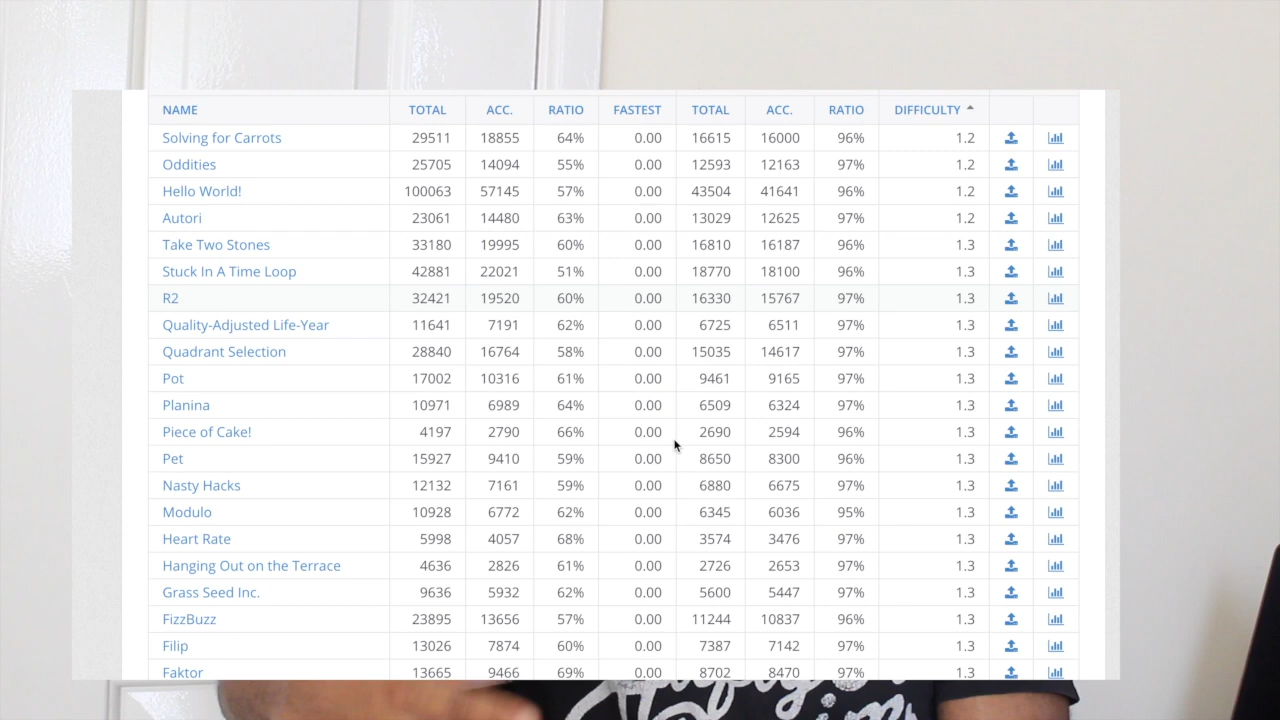 NAME TOTAL ACC. RATIO FASTEST TOTAL ACC. RATIO DIFFICULTY
Solving for Carrots 29511 18855 64% 0.00 16615 16000 96% 1.2
Oddities 25705 14094 55% 0.00 12593 12163 97% 1.2
Hello World! 100063 57145 57% 0.00 43504 41641 96% 1.2
Autori 23061 14480 63% 0.00 13029 12625 97% 1.2
Take Two Stones 33180 19995 60% 0.00 16810 16187 96% 1.3
Stuck In A Time Loop 42881 22021 51% 0.00 18770 18100 96% 1.3
R2 32421 19520 60% 0.00 16330 15767 97% 1.3
Quality-Adjusted Life-Year 11641 7191 62% 0.00 6725 6511 97% 1.3
Quadrant Selection 28840 16764 58% 0.00 15035 14617 97% 1.3
Pot 17002 10316 61% 0.00 9461 9165 97% 1.3
Planina 10971 6989 64% 0.00 6509 6324 97% 1.3
Piece of Cake! 4197 2790 66% 0.00 2690 2594 96% 1.3
Pet 15927 9410 59% 0.00 8650 8300 96% 1.3
Nasty Hacks 12132 7161 59% 0.00 6880 6675 97% 1.3
Modulo 10928 6772 62% 0.00 6345 6036 95% 1.3
Heart Rate 5998 4057 68% 0.00 3574 3476 97% 1.3
Hanging Out on the Terrace 4636 2826 61% 0.00 2726 2653 97% 1.3
Grass Seed Inc. 9636 5932 62% 0.00 5600 5447 97% 1.3
FizzBuzz 23895 13656 57% 0.00 11244 10837 96% 1.3
Filip 13026 7874 60% 0.00 7387 7142 97% 1.3
Faktor 13665 9466 69% 0.00 8702 8470 97% 1.3